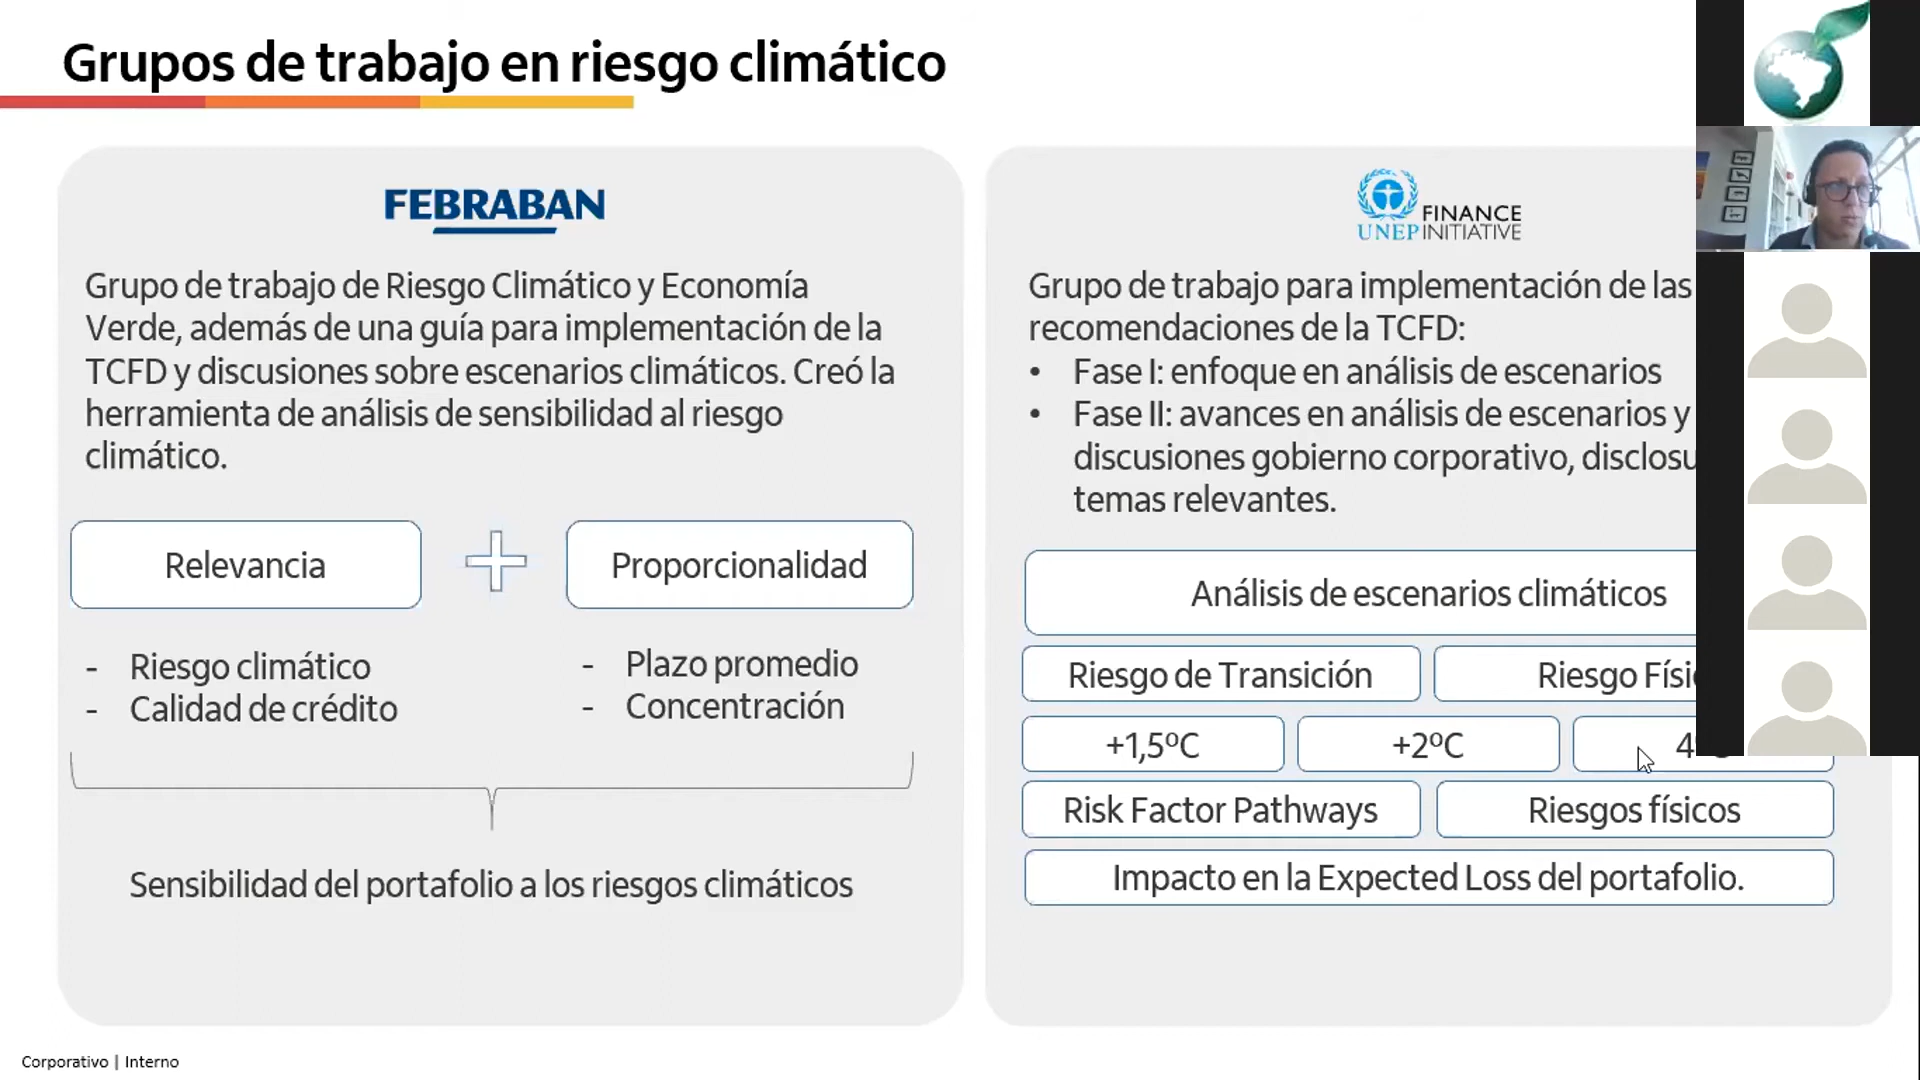 Grupos de trabajo en riesgo climático
FEBRABAN
Grupo de trabajo de Riesgo Climático y Economía
Verde, además de una guía para implementación de la
TCFD y discusiones sobre escenarios climáticos. Creó la
herramienta de análisis de sensibilidad al riesgo
climático.
Relevancia
Proporcionalidad
- Riesgo climático
- Calidad de crédito
- Plazo promedio
- Concentración
Sensibilidad del portafolio a los riesgos climáticos
FINANCE
UNEP INITIATIVE
Grupo de trabajo para implementación de las
recomendaciones de la TCFD:
• Fase I: enfoque en análisis de escenarios
• Fase II: avances en análisis de escenarios y
discusiones gobierno corporativo,
temas relevantes.
Análisis de escenarios climáticos
Riesgo de Transición
Riesgo
+1,5ºC
+2ºC
Risk Factor Pathways
Riesgos físicos
Impacto en la Expected Loss del portafolio.
Corporativo | Interno